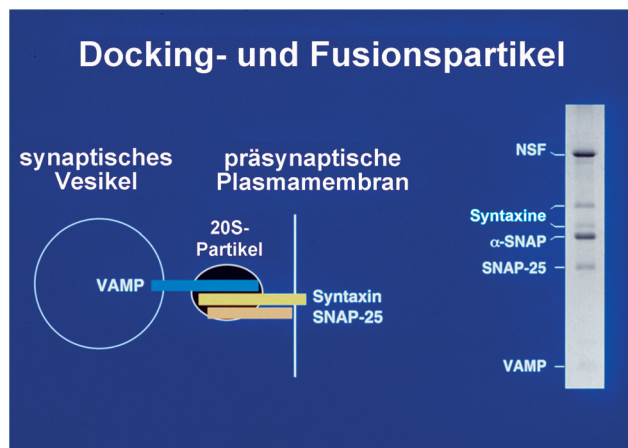 Docking- und Fusionspartikel
synaptisches
Vesikel
präsynaptische
Plasmamembran
20S-
Partikel
VAMP
Syntaxin
SNAP-25
NSF
Syntaxine
α-SNAP
SNAP-25
VAMP